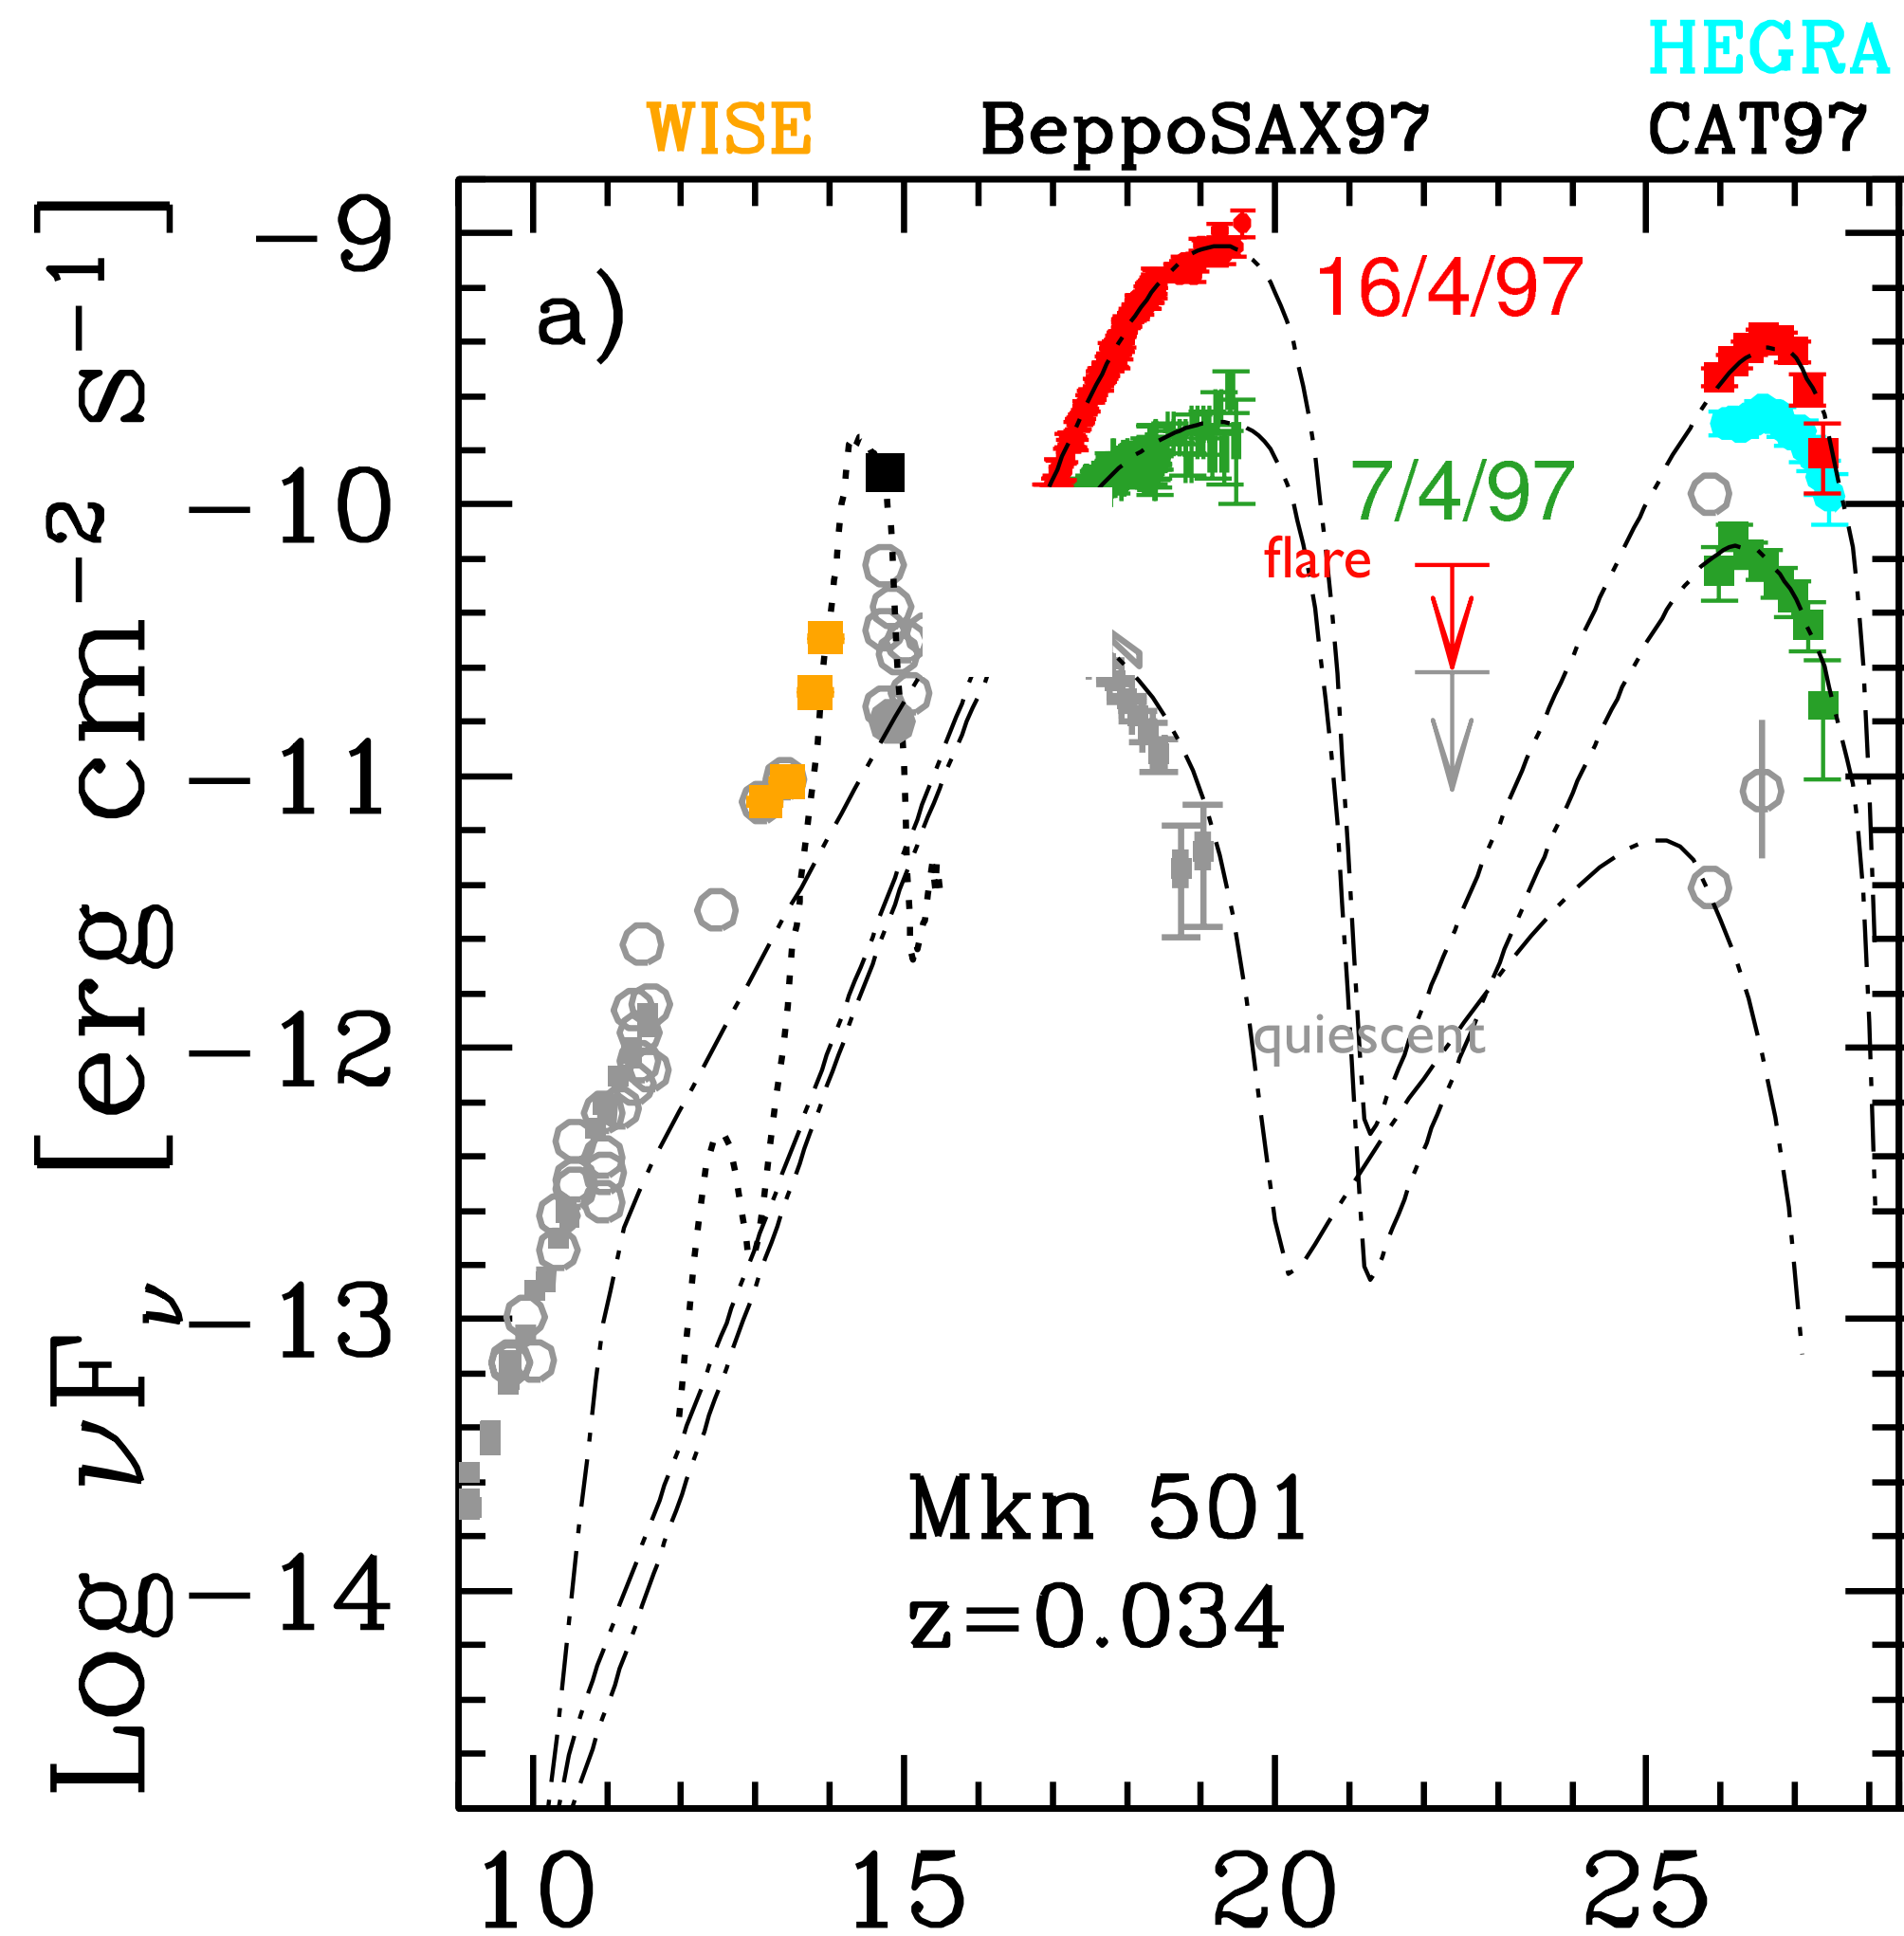 HEGRA
WISE BeppoSAX97 CAT97
Log νFν [erg cm−2 s−1]
−9
a)
16/4/97
−10
7/4/97
flare
−11
−12
quiescent
−13
Mkn 501
−14
z=0.034
10 15 20 25